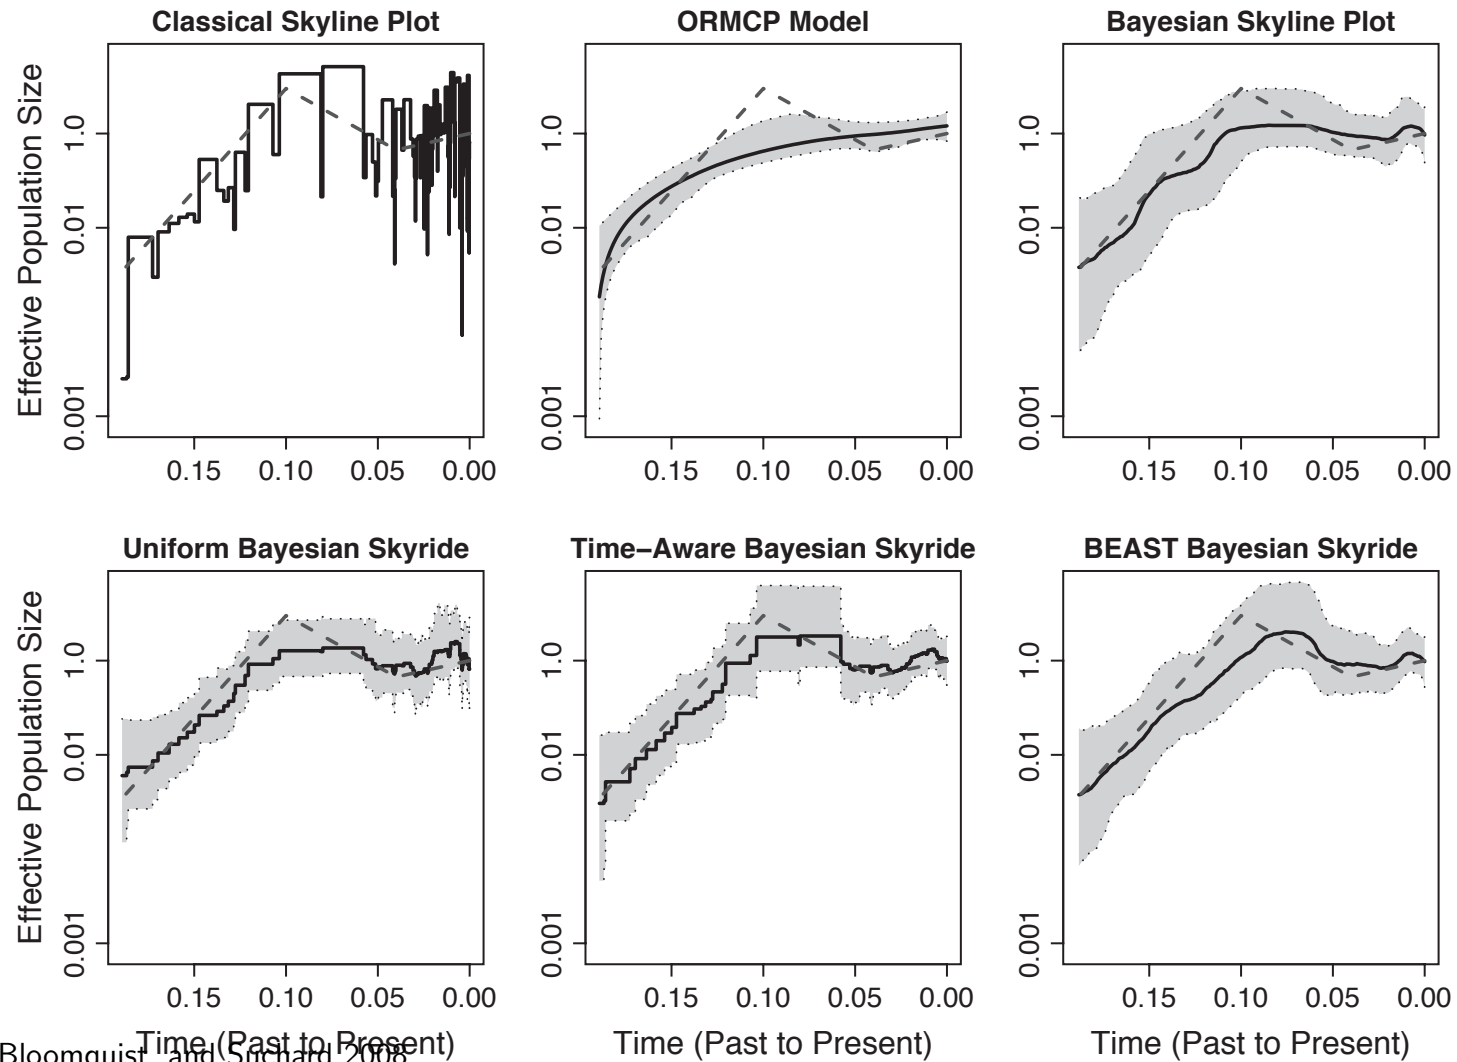 Classical Skyline Plot
ORMCP Model
Bayesian Skyline Plot
Effective Population Size
1.0
0.01
0.001
1.0
0.01
0.001
1.0
0.01
0.001
0.15 0.10 0.05 0.00
0.15 0.10 0.05 0.00
0.15 0.10 0.05 0.00
Uniform Bayesian Skyride
Time−Aware Bayesian Skyride
BEAST Bayesian Skyride
Effective Population Size
1.0
0.01
0.001
1.0
0.01
0.001
1.0
0.01
0.001
0.15 0.10 0.05 0.00
0.15 0.10 0.05 0.00
0.15 0.10 0.05 0.00
Time (Past to Present)
Time (Past to Present)
Time (Past to Present)
Bloomquist, and Suchard 2008